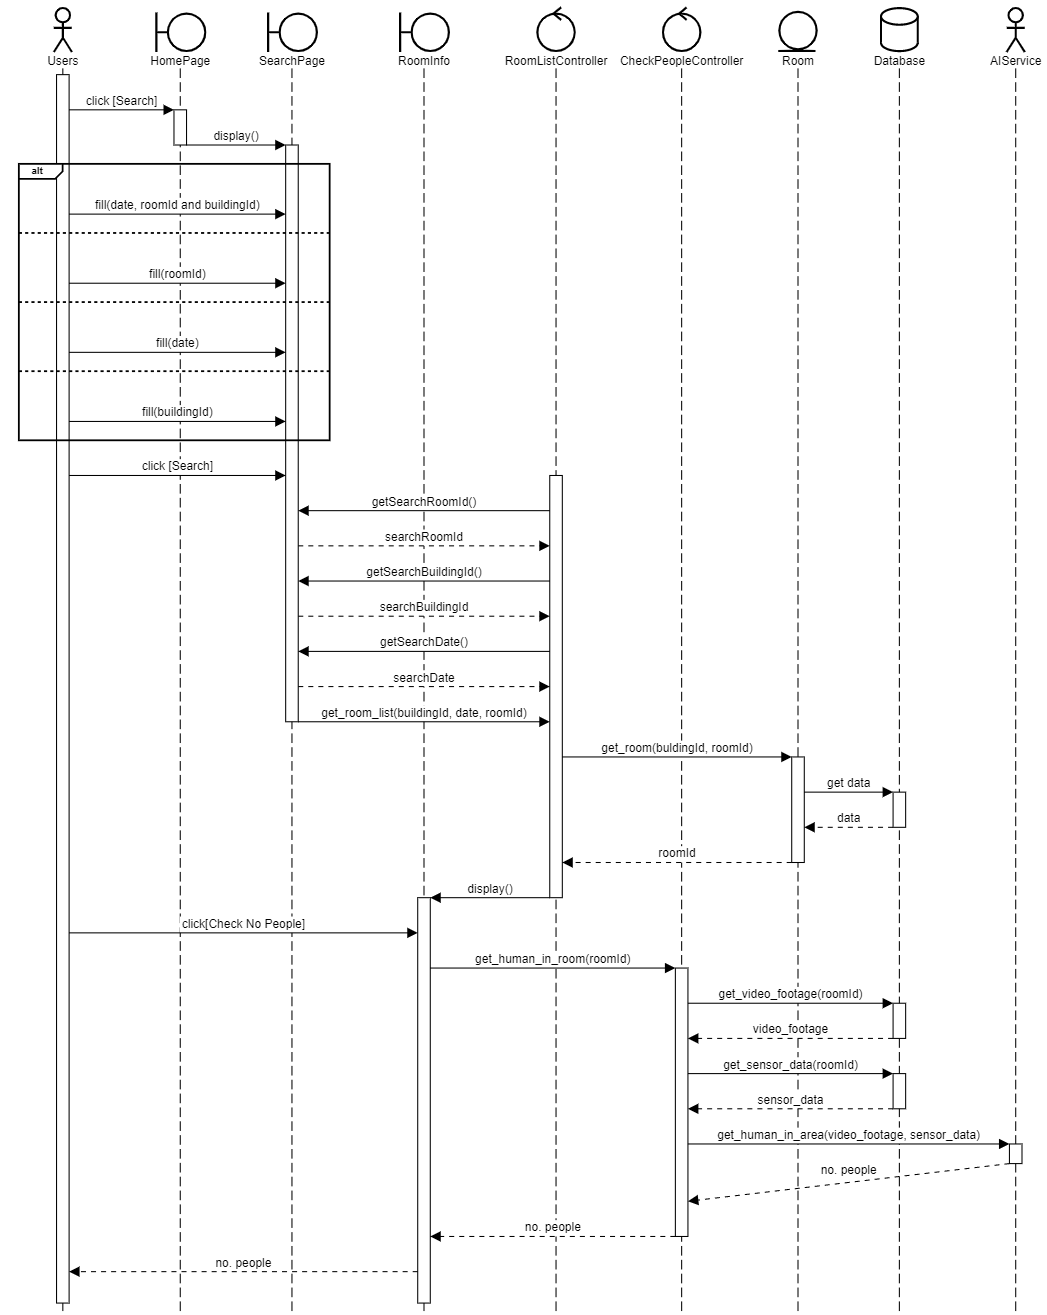 Users
HomePage
SearchPage
RoomInfo
RoomListController
CheckPeopleController
Room
Database
AIService
click [Search]
display()
alt
fill(date, roomId and buildingId)
fill(roomId)
fill(date)
fill(buildingId)
click [Search]
getSearchRoomId()
searchRoomId
getSearchBuildingId()
searchBuildingId
getSearchDate()
searchDate
get_room_list(buildingId, date, roomId)
get_room(buldingId, roomId)
get data
data
roomId
display()
click[Check No People]
get_human_in_room(roomId)
get_video_footage(roomId)
video_footage
get_sensor_data(roomId)
sensor_data
get_human_in_area(video_footage, sensor_data)
no. people
no. people
no. people